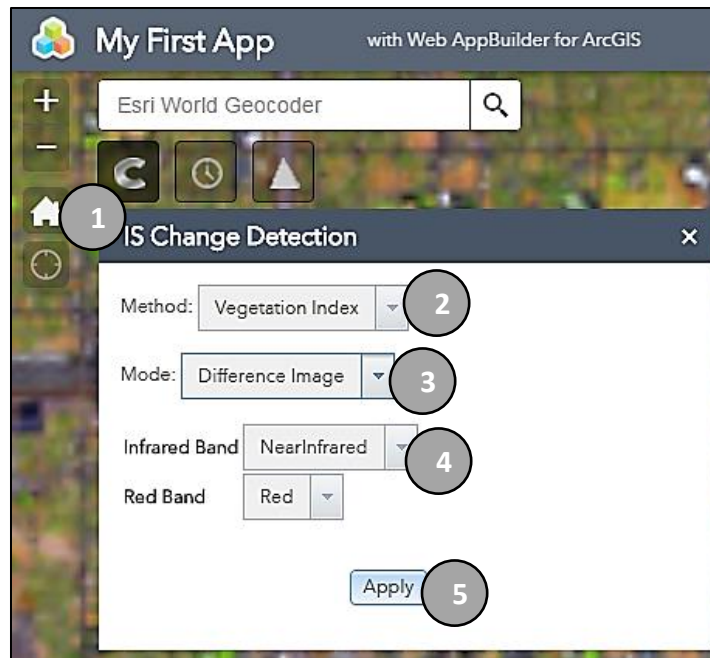 My First App with Web AppBuilder for ArcGIS
+ Esri World Geocoder
−
1
IS Change Detection ×
Method: Vegetation Index 2
Mode: Difference Image 3
Infrared Band NearInfrared 4
Red Band Red
Apply 5